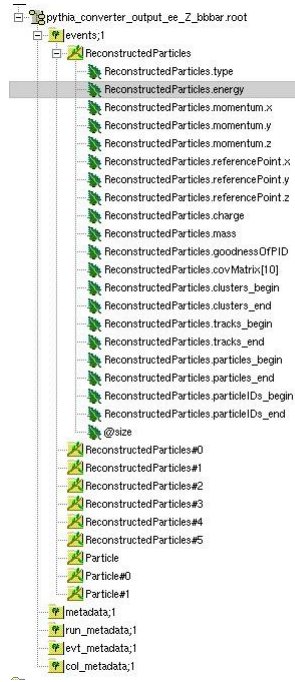 pythia_converter_output_ee_Z_bbbar.root
events;1
ReconstructedParticles
ReconstructedParticles.type
ReconstructedParticles.energy
ReconstructedParticles.momentum.x
ReconstructedParticles.momentum.y
ReconstructedParticles.momentum.z
ReconstructedParticles.referencePoint.x
ReconstructedParticles.referencePoint.y
ReconstructedParticles.referencePoint.z
ReconstructedParticles.charge
ReconstructedParticles.mass
ReconstructedParticles.goodnessOfPID
ReconstructedParticles.covMatrix[10]
ReconstructedParticles.clusters_begin
ReconstructedParticles.clusters_end
ReconstructedParticles.tracks_begin
ReconstructedParticles.tracks_end
ReconstructedParticles.particles_begin
ReconstructedParticles.particles_end
ReconstructedParticles.particleIDs_begin
ReconstructedParticles.particleIDs_end
@size
ReconstructedParticles#0
ReconstructedParticles#1
ReconstructedParticles#2
ReconstructedParticles#3
ReconstructedParticles#4
ReconstructedParticles#5
Particle
Particle#0
Particle#1
metadata;1
run_metadata;1
evt_metadata;1
col_metadata;1